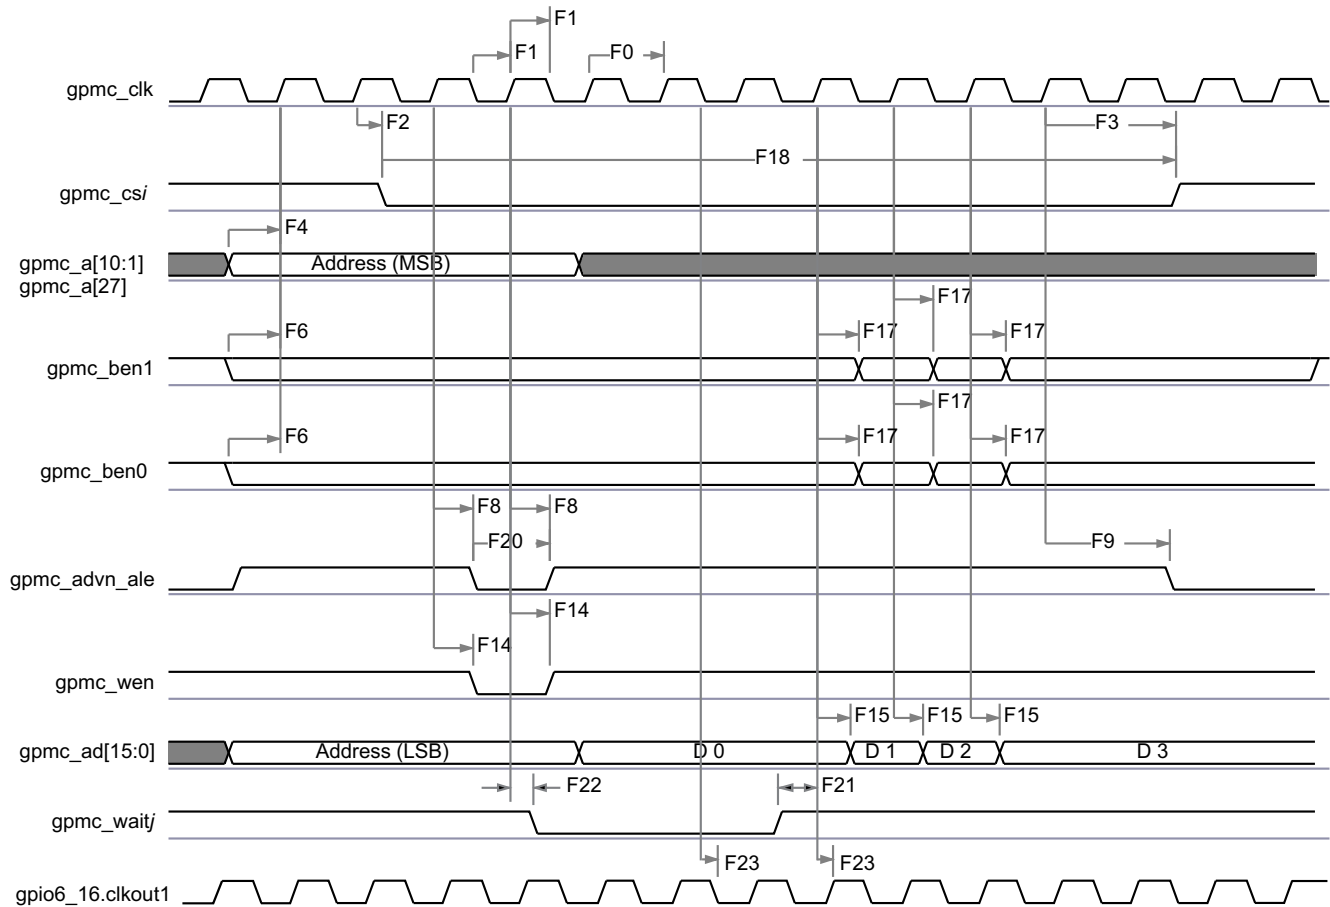 F1
F1
F0
gpmc_clk
F2
F3
F18
gpmc_csi
F4
gpmc_a[10:1]
Address (MSB)
gpmc_a[27]
F17
F6
F17
F17
gpmc_ben1
F17
F6
F17
F17
gpmc_ben0
F8
F8
F20
F9
gpmc_advn_ale
F14
F14
gpmc_wen
F15
F15
F15
gpmc_ad[15:0]
Address (LSB)
D 0
D 1
D 2
D 3
F22
F21
gpmc_waitj
F23
F23
gpio6_16.clkout1